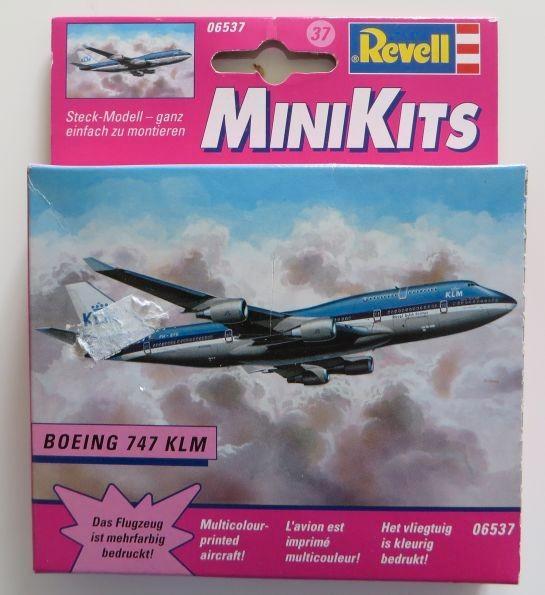 06537
37
®Revell
Steck-Modell – ganz
einfach zu montieren
MINIKITS
KLM
KL
BOEING 747 KLM
Das Flugzeug
ist mehrfarbig
bedruckt!
Multicolour-
printed
aircraft!
L'avion est
imprimé
multicouleur!
Het vliegtuig
is kleurig
bedrukt!
06537